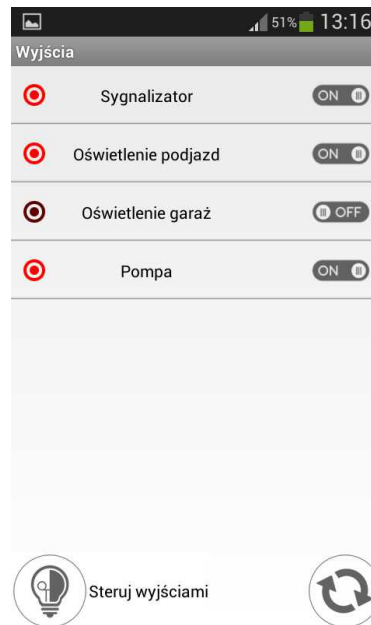 51% 13:16
Wyjścia
Sygnalizator ON
Oświetlenie podjazd ON
Oświetlenie garaż OFF
Pompa ON
Steruj wyjściami